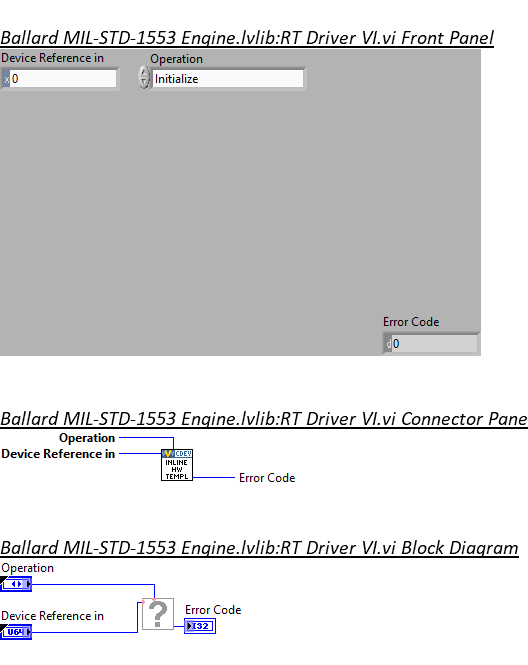 Ballard MIL-STD-1553 Engine.lvlib:RT Driver VI.vi Front Panel
Device Reference in
Operation
x 0
Initialize
Error Code
d 0
Ballard MIL-STD-1553 Engine.lvlib:RT Driver VI.vi Connector Pane
Operation
Device Reference in
CDEV
INLINE
HW
TEMPL
Error Code
Ballard MIL-STD-1553 Engine.lvlib:RT Driver VI.vi Block Diagram
Operation
Device Reference in
U64
?
Error Code
I32